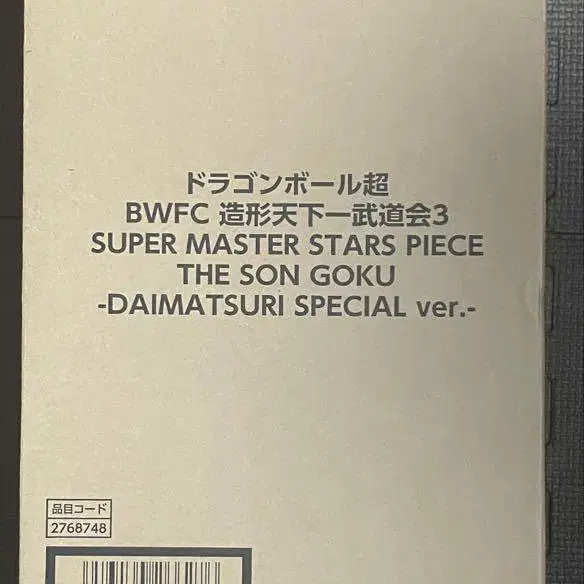 ドラゴンボール超
BWFC 造形天下一武道会3
SUPER MASTER STARS PIECE
THE SON GOKU
-DAIMATSURI SPECIAL ver.-
品目コード
2768748